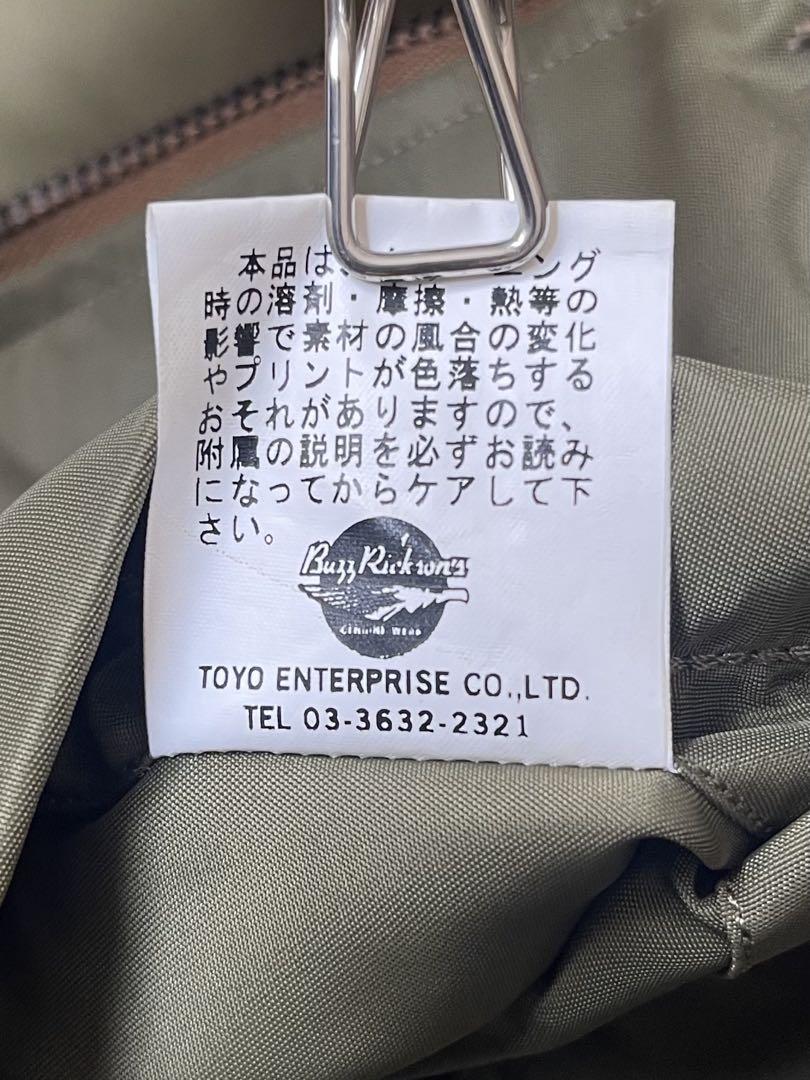 本品は、 ング
時の溶剤・摩擦・熱等の
影響で素材の風合の変化
やプリントが色落ちする
おそれがありますので、
附属の説明を必ずお読み
になってからケアして下
さい。
Buzz Rickson's
GENUINE WEAR
TOYO ENTERPRISE CO.,LTD.
TEL 03-3632-2321